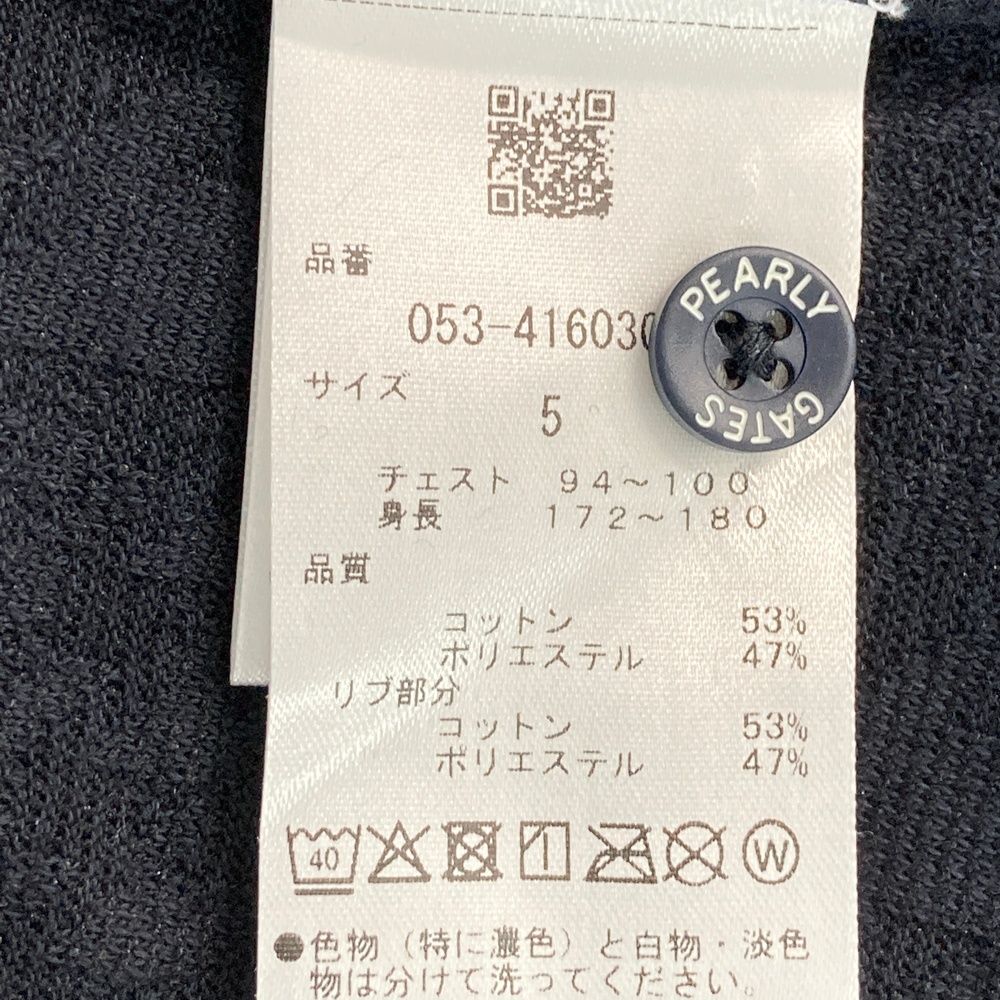 品番
053-416030
PEARLY
GATES
サイズ
5
チェスト 94～100
身長 172～180
品質
コットン 53%
ポリエステル 47%
リブ部分
コットン 53%
ポリエステル 47%
40
W
●色物（特に濃色）と白物・淡色
物は分けて洗ってください。